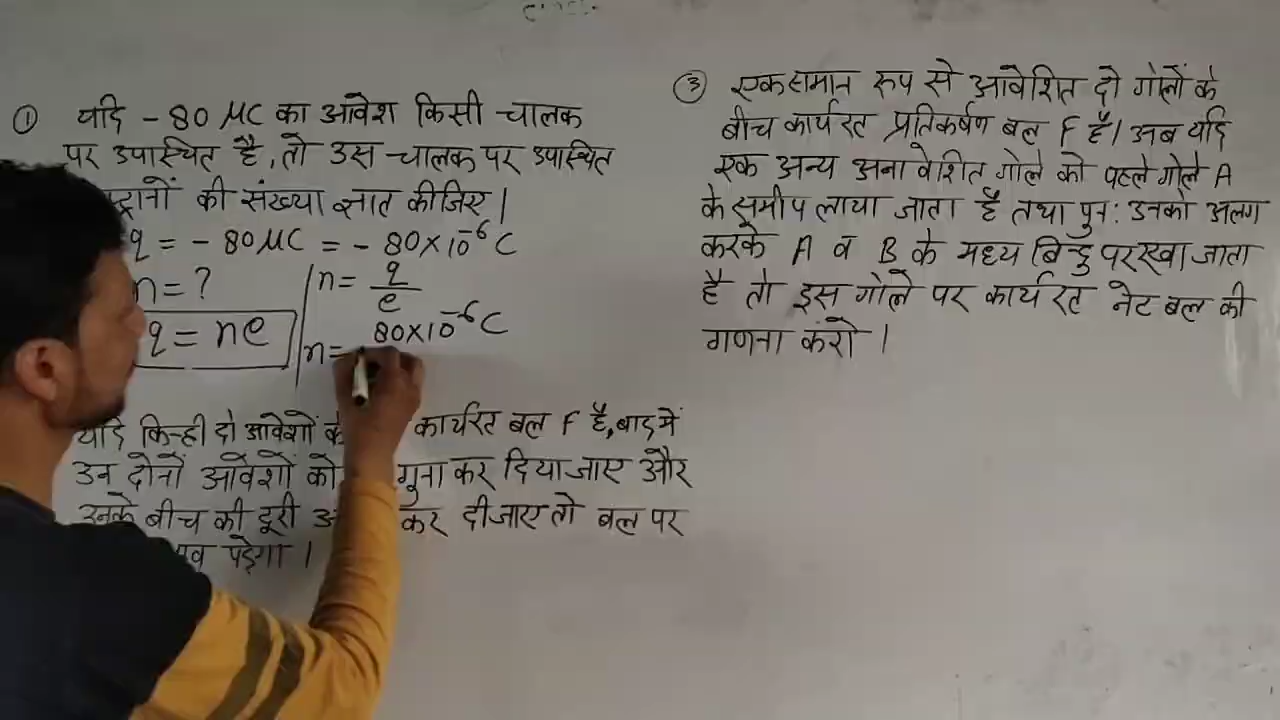 ① यदि - 80 μC का आवेश किसी चालक
पर उपास्थित है, तो उस चालक पर उपास्थित
की संख्या ज्ञात कीजिए।
q = - 80 μC = - 80×10⁻⁶ C
n = ?
q = ne
n = q/e
n = 80×10⁻⁶ C
यदि किन्ही दो आवेशों कार्यरत बल F है, बाद में
उन दोनों आवेशों को गुना कर दिया जाए और
उनके बीच की दूरी कर दी जाए तो बल पर
पड़ेगा।
③ एकसमान रुप से आवेशित दो गोलों के
बीच कार्यरत प्रतिकर्षण बल F है। अब यदि
एक अन्य अनावेशित गोले को पहले गोले A
के समीप लाया जाता है तथा पुन: उनको अलग
करके A व B के मध्य बिन्दु पर रखा जाता
है तो इस गोले पर कार्यरत नेट बल की
गणना करो।